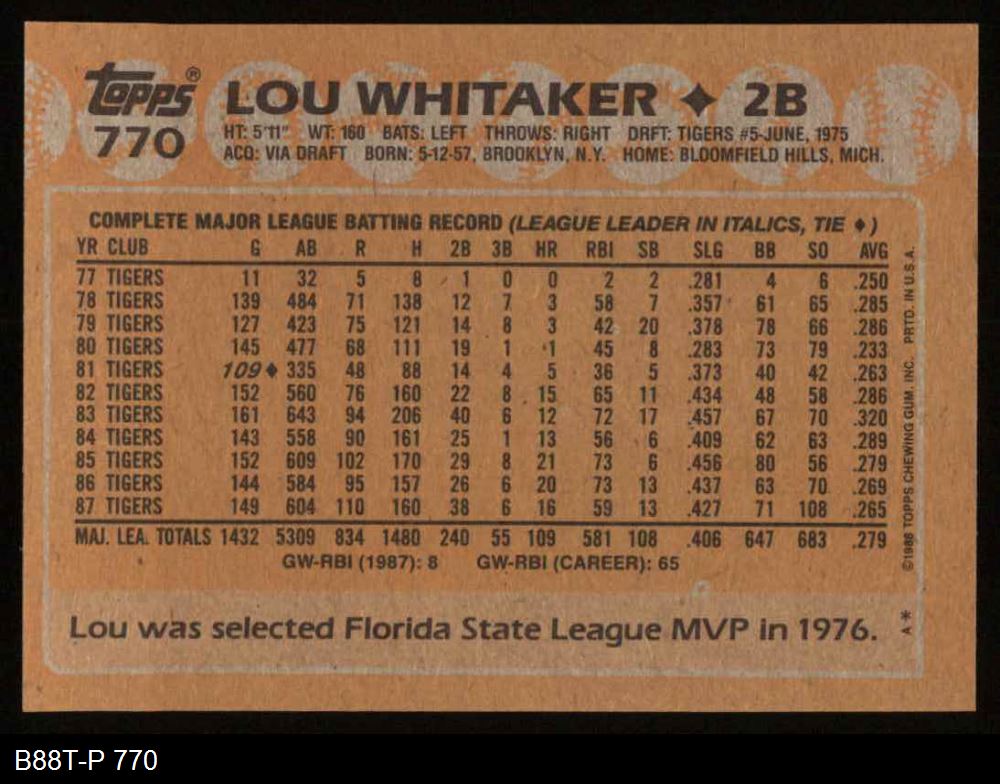 topps® LOU WHITAKER ✦ 2B
770 HT: 5'11" WT: 160 BATS: LEFT THROWS: RIGHT DRFT: TIGERS #5-JUNE, 1975
ACQ: VIA DRAFT BORN: 5-12-57, BROOKLYN, N.Y. HOME: BLOOMFIELD HILLS, MICH.
COMPLETE MAJOR LEAGUE BATTING RECORD (LEAGUE LEADER IN ITALICS, TIE ♦)
YR CLUB G AB R H 2B 3B HR RBI SB SLG BB SO AVG
77 TIGERS 11 32 5 8 1 0 0 2 2 .281 4 6 .250
78 TIGERS 139 484 71 138 12 7 3 58 7 .357 61 65 .285
79 TIGERS 127 423 75 121 14 8 3 42 20 .378 78 66 .286
80 TIGERS 145 477 68 111 19 1 1 45 8 .283 73 79 .233
81 TIGERS 109♦ 335 48 88 14 4 5 36 5 .373 40 42 .263
82 TIGERS 152 560 76 160 22 8 15 65 11 .434 48 58 .286
83 TIGERS 161 643 94 206 40 6 12 72 17 .457 67 70 .320
84 TIGERS 143 558 90 161 25 1 13 56 6 .409 62 63 .289
85 TIGERS 152 609 102 170 29 8 21 73 6 .456 80 56 .279
86 TIGERS 144 584 95 157 26 6 20 73 13 .437 63 70 .269
87 TIGERS 149 604 110 160 38 6 16 59 13 .427 71 108 .265
MAJ. LEA. TOTALS 1432 5309 834 1480 240 55 109 581 108 .406 647 683 .279
GW-RBI (1987): 8 GW-RBI (CAREER): 65
Lou was selected Florida State League MVP in 1976.
©1988 TOPPS CHEWING GUM, INC. PRTD. IN U.S.A.
A*
B88T-P 770